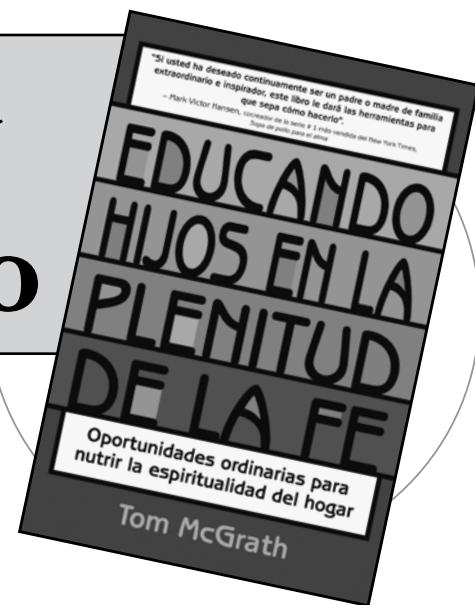 "Si usted ha deseado continuamente ser un padre o madre de familia
extraordinario e inspirador, este libro le dará las herramientas para
que sepa cómo hacerlo".
– Mark Victor Hansen, cocreador de la serie # 1 más vendida del New York Times,
Sopa de pollo para el alma
EDUCANDO
HIJOS EN LA
PLENITUD
DE LA FE
Oportunidades ordinarias para
nutrir la espiritualidad del hogar
Tom McGrath
o